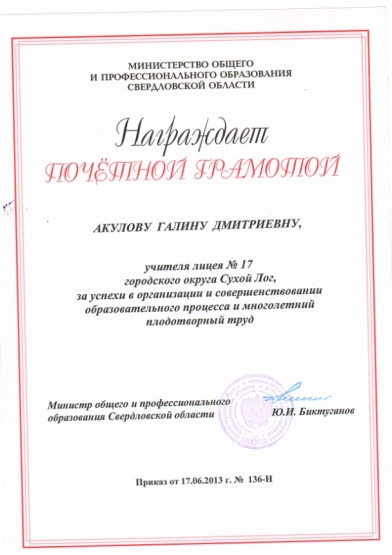 МИНИСТЕРСТВО ОБЩЕГО
И ПРОФЕССИОНАЛЬНОГО ОБРАЗОВАНИЯ
СВЕРДЛОВСКОЙ ОБЛАСТИ
Награждает
ПОЧЁТНОЙ ГРАМОТОЙ
АКУЛОВУ ГАЛИНУ ДМИТРИЕВНУ,
учителя лицея № 17
городского округа Сухой Лог,
за успехи в организации и совершенствовании
образовательного процесса и многолетний
плодотворный труд
Министр общего и профессионального
образования Свердловской области
Ю.И. Биктуганов
Приказ от 17.06.2013 г. № 136-Н